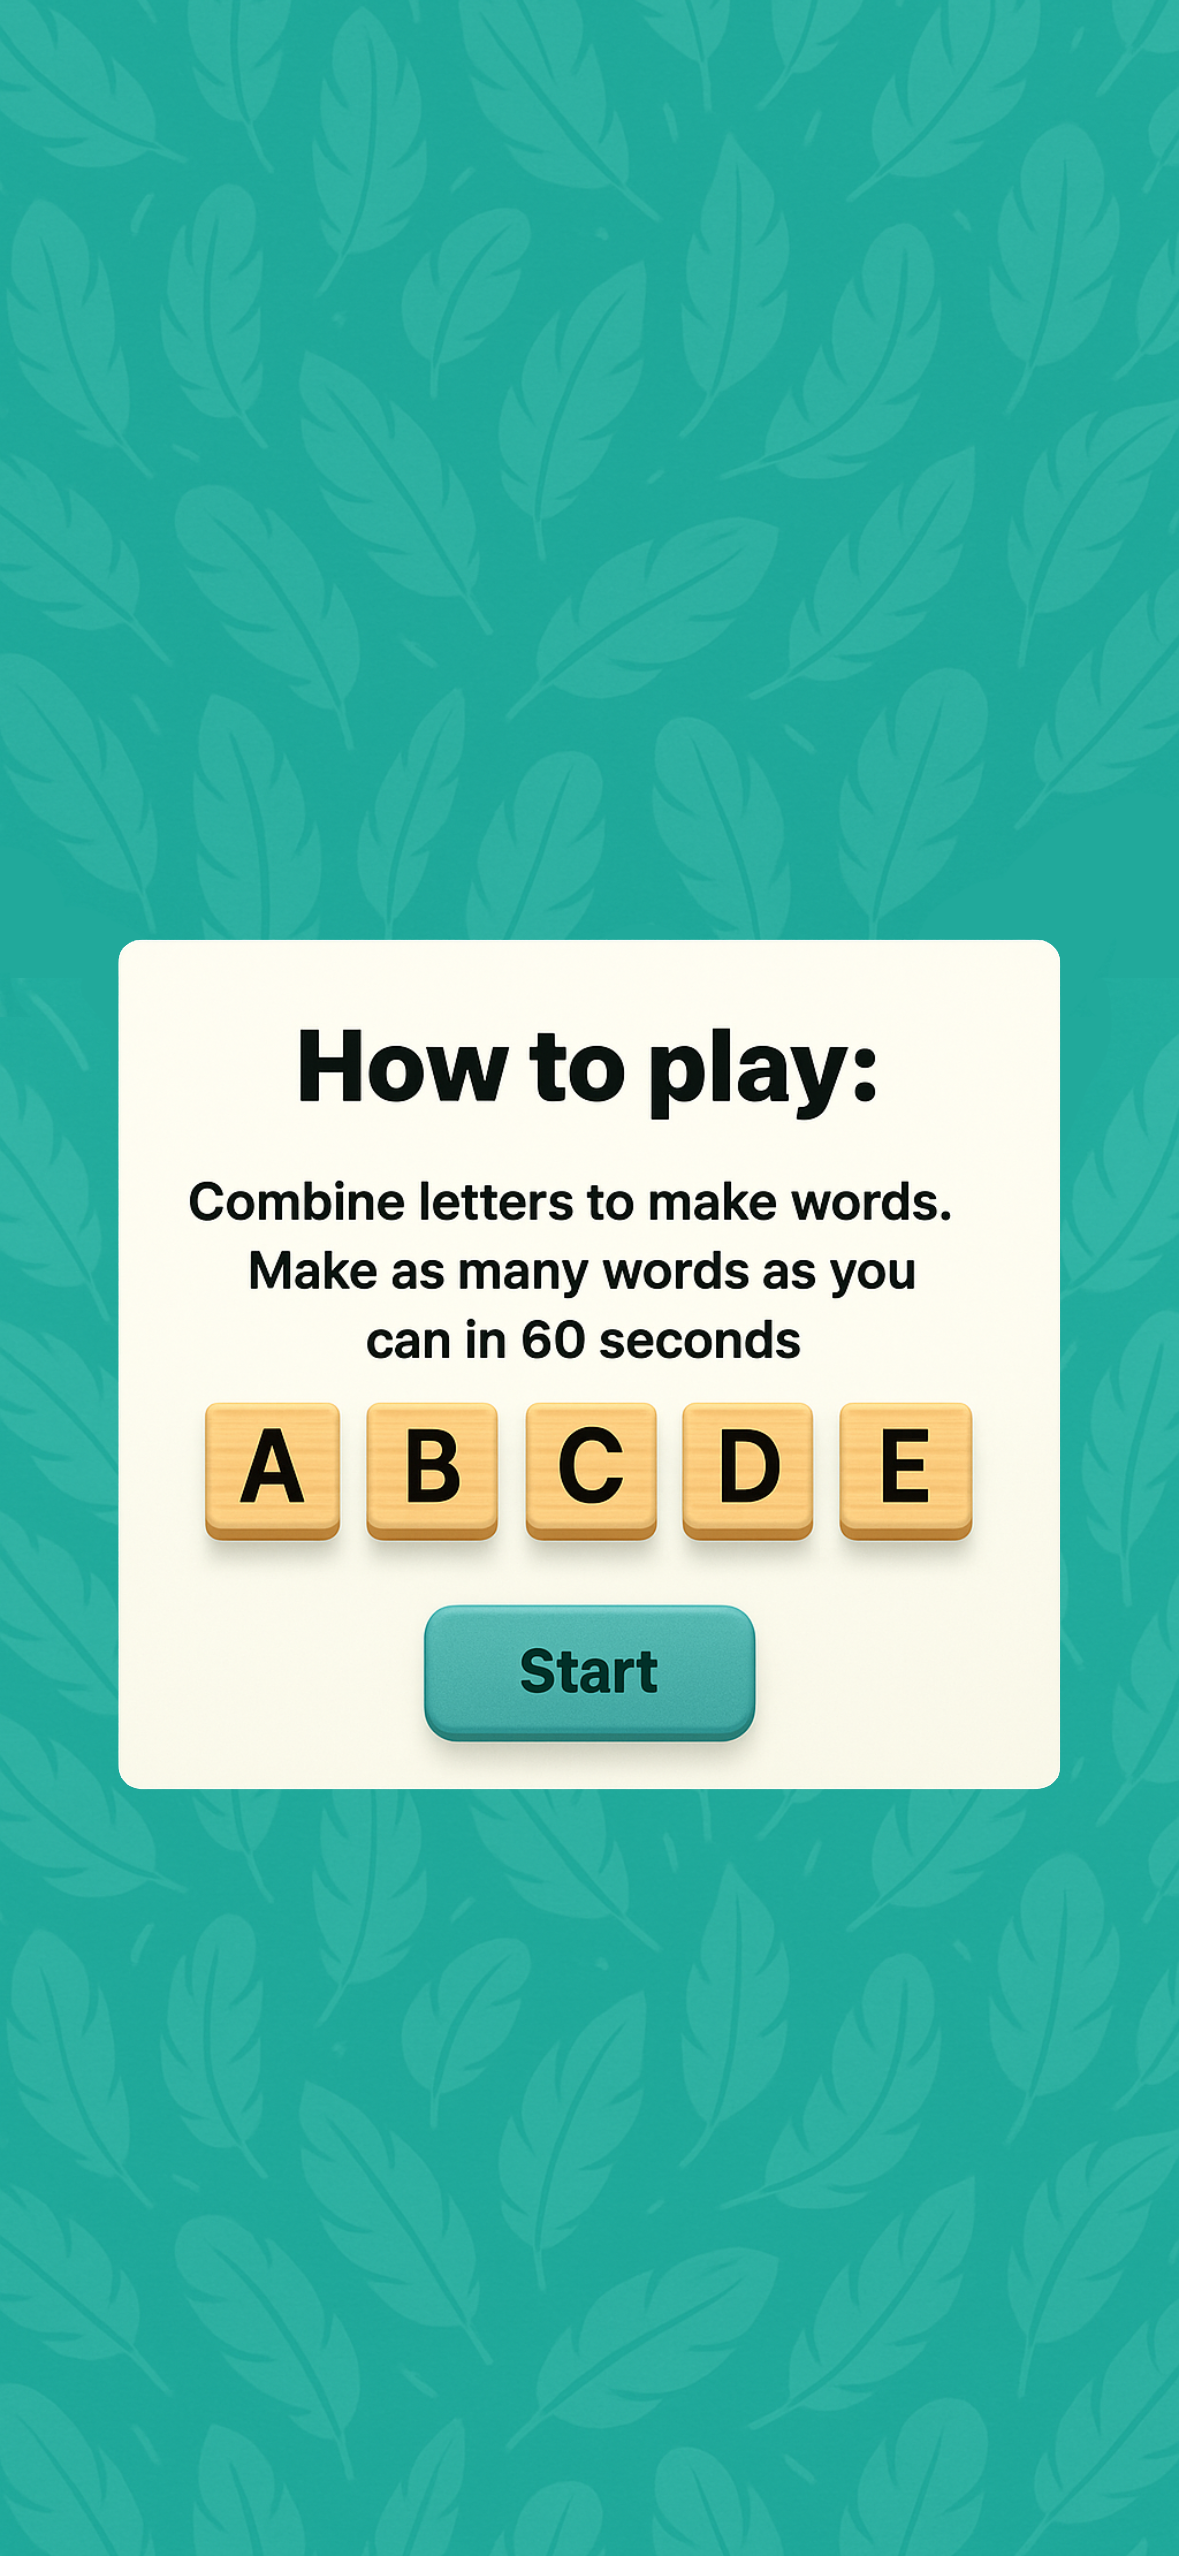 How to play:
Combine letters to make words.
Make as many words as you
can in 60 seconds
A B C D E
Start